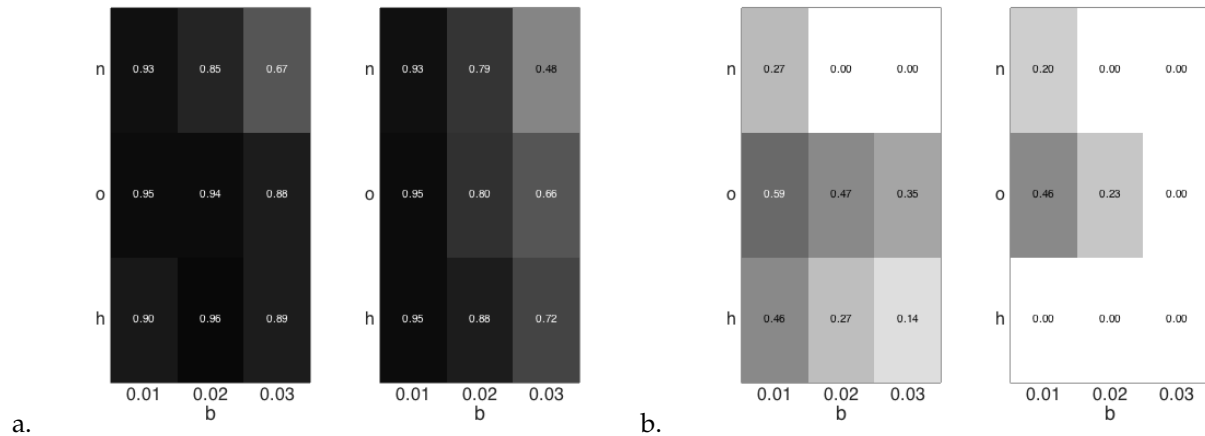 n 0.93 0.85 0.67 n 0.93 0.79 0.48 n 0.27 0.00 0.00 n 0.20 0.00 0.00
o 0.95 0.94 0.88 o 0.95 0.80 0.66 o 0.59 0.47 0.35 o 0.46 0.23 0.00
h 0.90 0.96 0.89 h 0.95 0.88 0.72 h 0.46 0.27 0.14 h 0.00 0.00 0.00
0.01 0.02 0.03 0.01 0.02 0.03 0.01 0.02 0.03 0.01 0.02 0.03
b b b b
a. b.